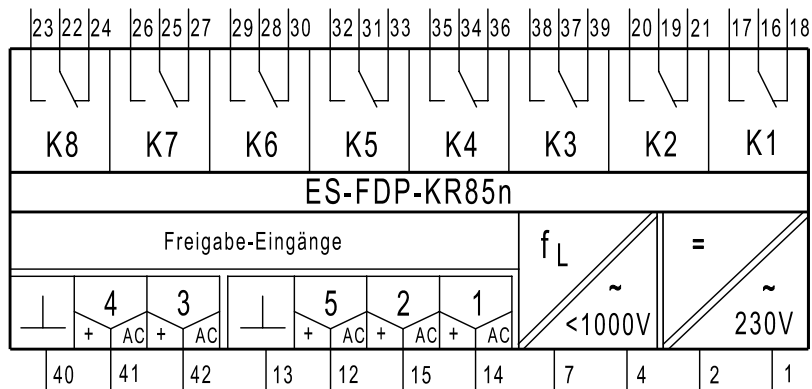 23 22 24 26 25 27 29 28 30 32 31 33 35 34 36 38 37 39 20 19 21 17 16 18
K8 K7 K6 K5 K4 K3 K2 K1
ES-FDP-KR85n
Freigabe-Eingänge fL =
4 3 5 2 1 ~ ~
+ AC + AC + AC + AC + AC <1000V 230V
40 41 42 13 12 15 14 7 4 2 1